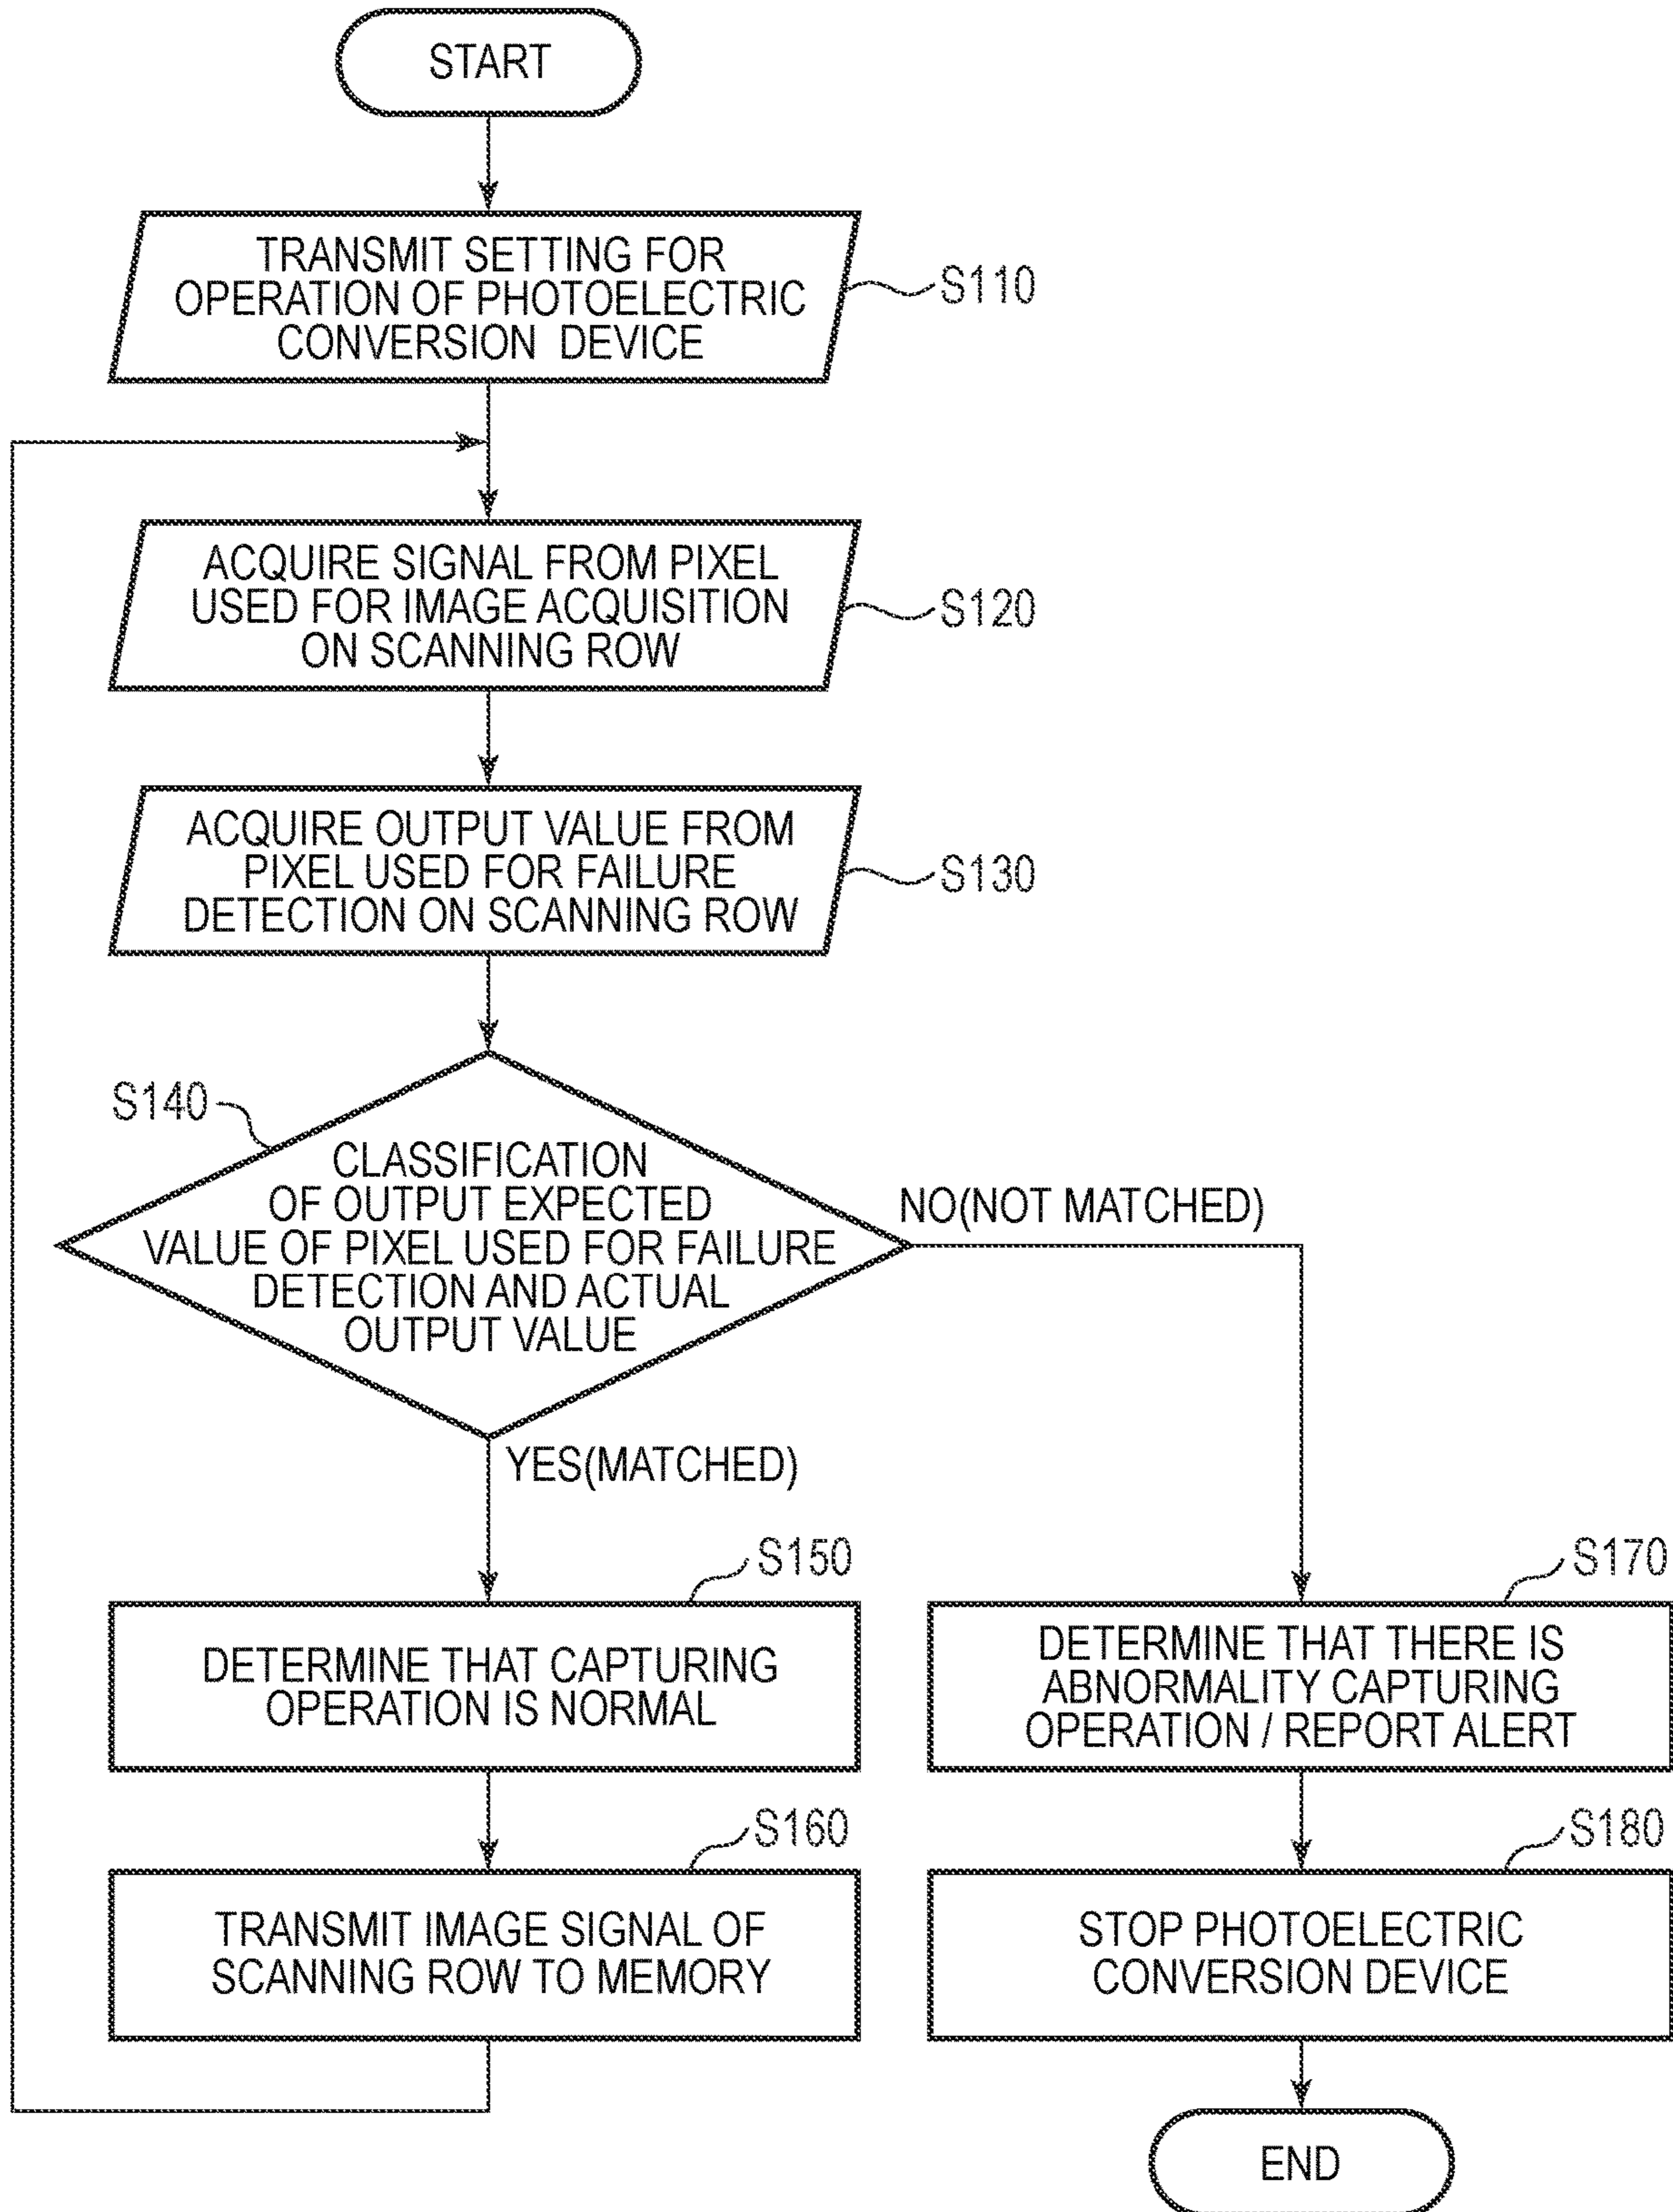 START
TRANSMIT SETTING FOR
OPERATION OF PHOTOELECTRIC
CONVERSION DEVICE
S110
ACQUIRE SIGNAL FROM PIXEL
USED FOR IMAGE ACQUISITION
ON SCANNING ROW
S120
ACQUIRE OUTPUT VALUE FROM
PIXEL USED FOR FAILURE
DETECTION ON SCANNING ROW
S130
S140
CLASSIFICATION
OF OUTPUT EXPECTED
VALUE OF PIXEL USED FOR FAILURE
DETECTION AND ACTUAL
OUTPUT VALUE
NO(NOT MATCHED)
YES(MATCHED)
S150
DETERMINE THAT CAPTURING
OPERATION IS NORMAL
S170
DETERMINE THAT THERE IS
ABNORMALITY CAPTURING
OPERATION / REPORT ALERT
S160
TRANSMIT IMAGE SIGNAL OF
SCANNING ROW TO MEMORY
S180
STOP PHOTOELECTRIC
CONVERSION DEVICE
END